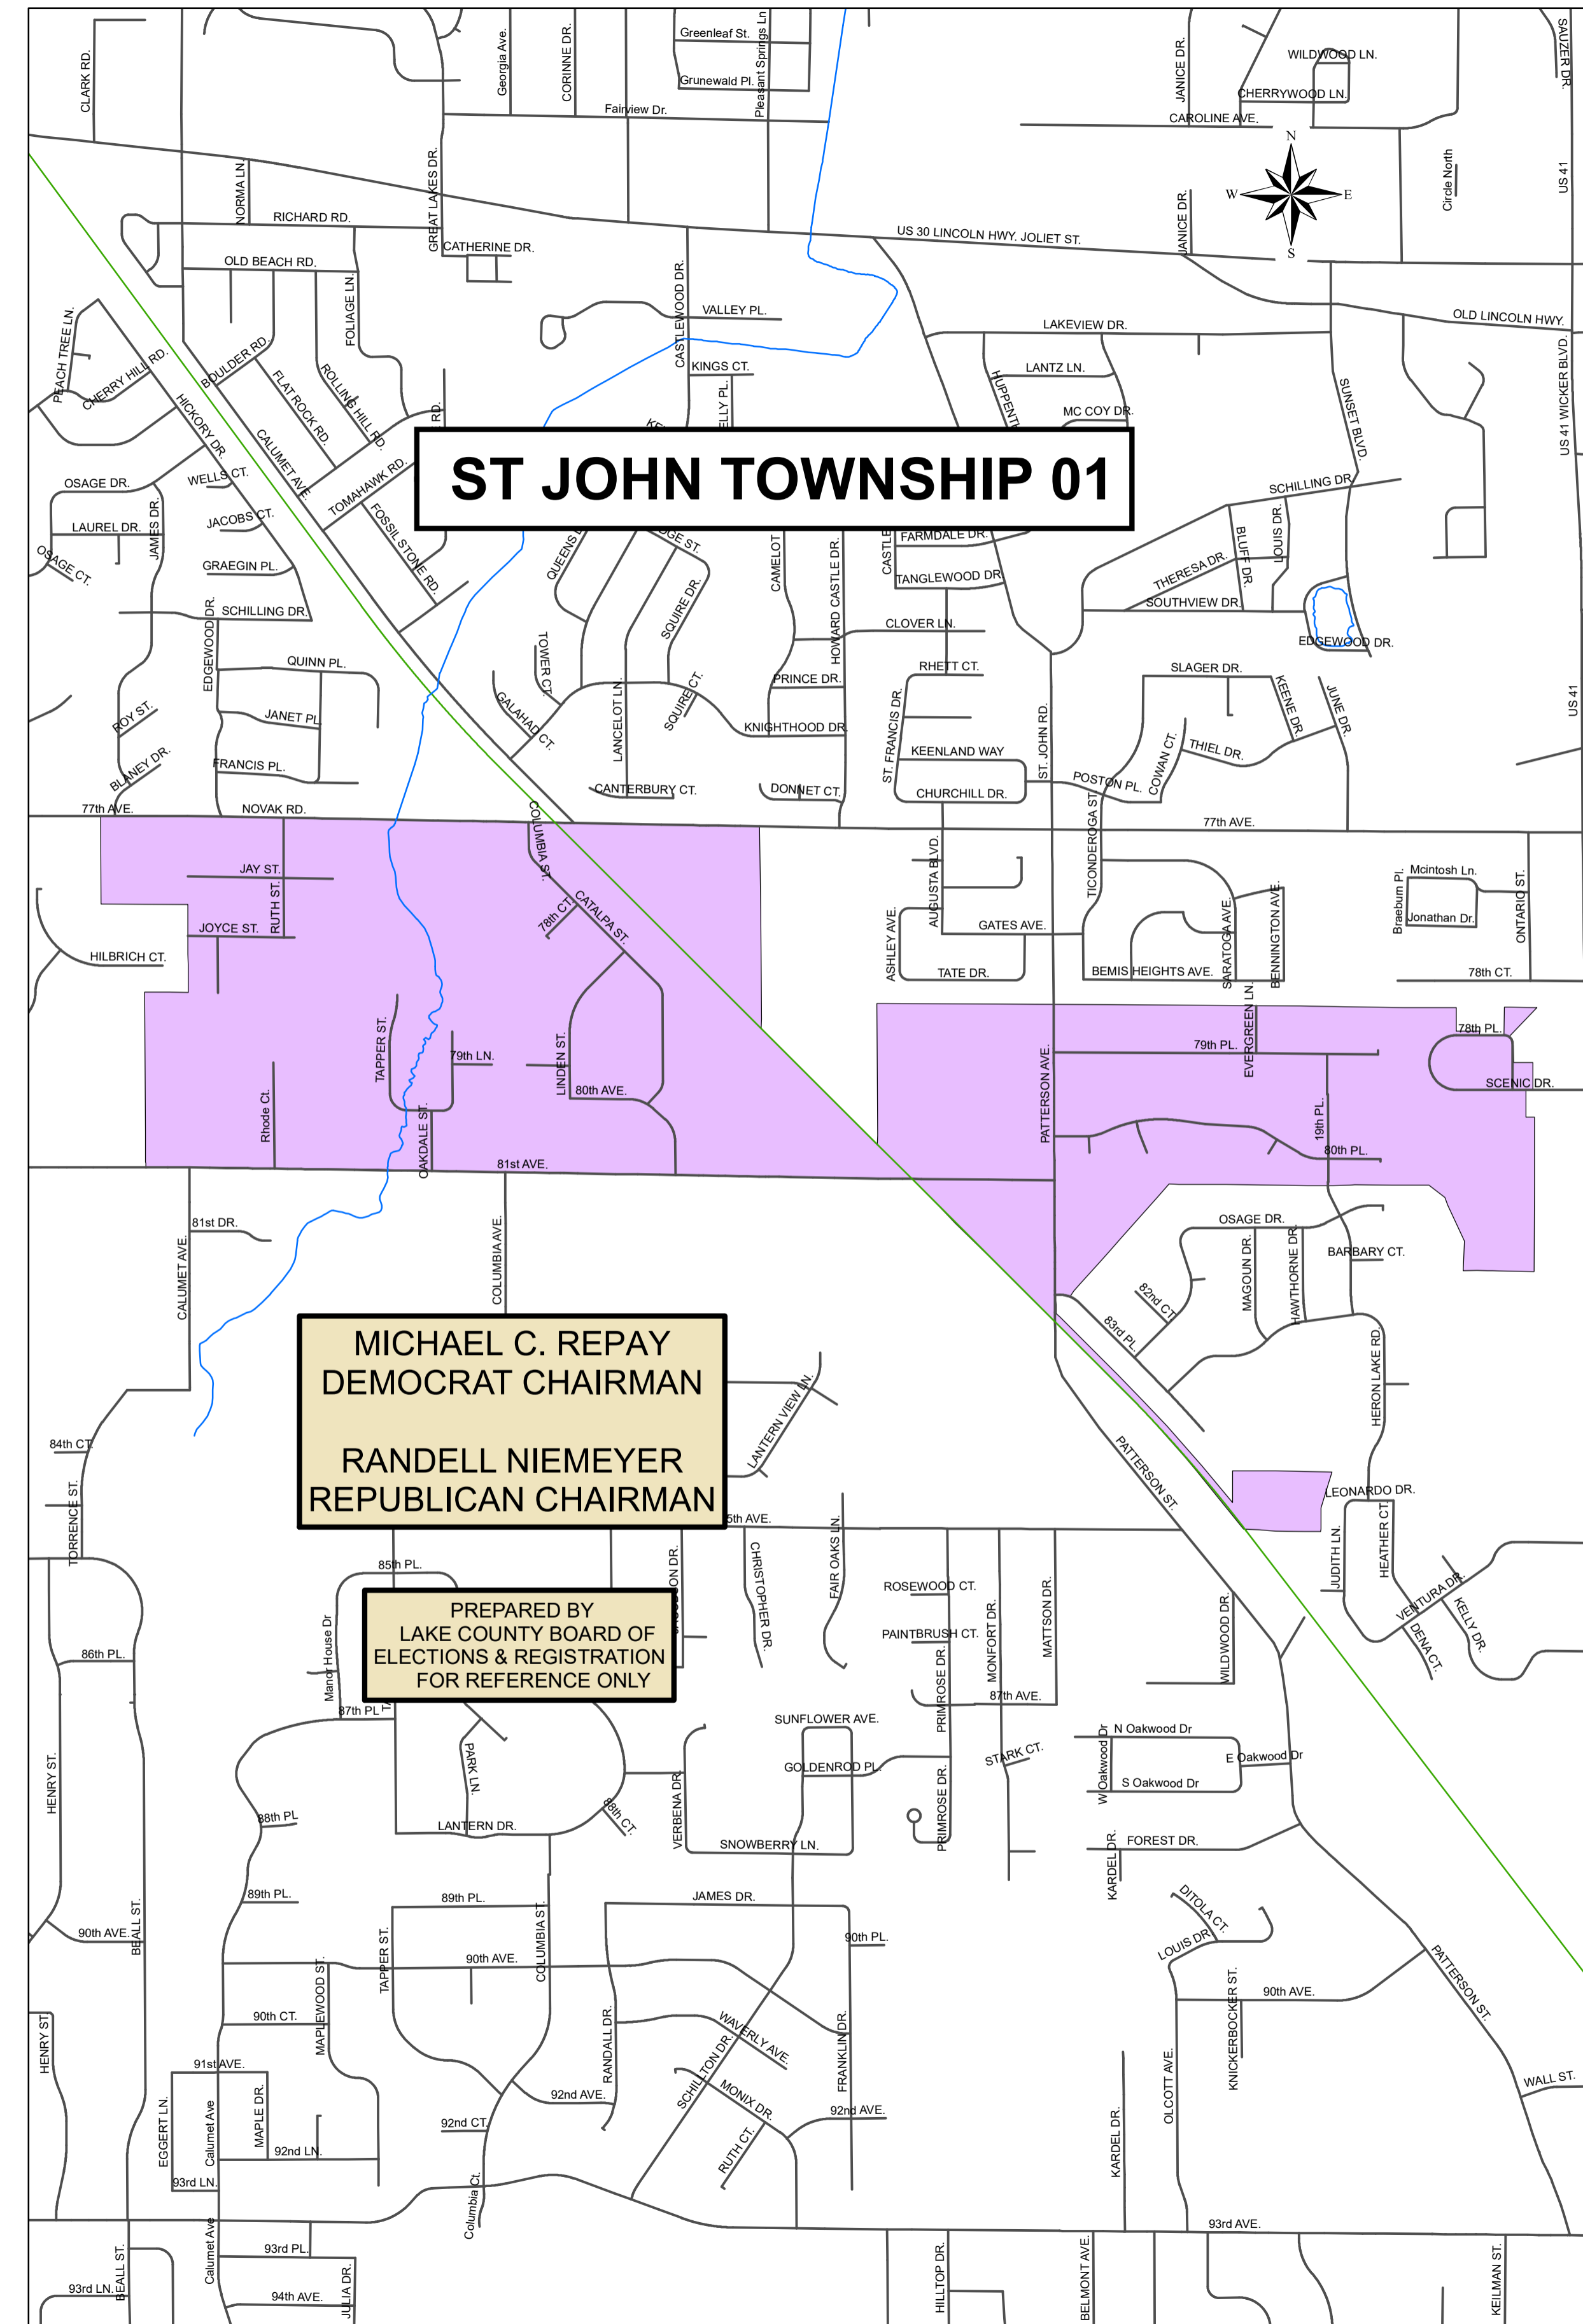 CLARK RD.
Georgia Ave.
CORINNE DR.
Greenleaf St.
Grunewald Pl.
Pleasant Springs Ln
Fairview Dr.
JANICE DR.
WILDWOOD LN.
CHERRYWOOD LN.
CAROLINE AVE.
SAUZER DR.
US 41
Circle North
N
W
E
S
NORMA LN.
RICHARD RD.
GREAT LAKES DR.
CATHERINE DR.
OLD BEACH RD.
FOLIAGE LN.
US 30 LINCOLN HWY. JOLIET ST.
JANICE DR.
CASTLEWOOD DR.
VALLEY PL.
KINGS CT.
LAKEVIEW DR.
OLD LINCOLN HWY.
LANTZ LN.
MC COY DR.
SUNSET BLVD.
US 41 WICKER BLVD.
PEACH TREE LN.
CHERRY HILL RD.
HICKORY DR.
BOULDER RD.
FLAT ROCK RD.
ROLLING HILL RD.
CALUMET AVE.
TOMAHAWK RD.
FOSSIL STONE RD.
ST JOHN TOWNSHIP 01
OSAGE DR.
WELLS CT.
LAUREL DR.
JAMES DR.
JACOBS CT.
OSAGE CT.
GRAEGIN PL.
SCHILLING DR.
EDGEWOOD DR.
QUINN PL.
ROY ST.
JANET PL.
BLANEY DR.
FRANCIS PL.
SQUIRE DR.
CAMELOT
HOWARD CASTLE DR.
FARMDALE DR.
TANGLEWOOD DR.
CLOVER LN.
RHETT CT.
SCHILLING DR.
BLUFF DR.
LOUIS DR.
THERESA DR.
SOUTHVIEW DR.
EDGEWOOD DR.
SLAGER DR.
KEENE DR.
JUNE DR.
US 41
TOWER CT.
GALAHAD CT.
LANCELOT LN.
SQUIRE CT.
PRINCE DR.
KNIGHTHOOD DR.
ST. FRANCIS DR.
KEENLAND WAY
ST. JOHN RD.
POSTON PL.
COWAN CT.
THIEL DR.
CANTERBURY CT.
DONNET CT.
CHURCHILL DR.
77th AVE.
NOVAK RD.
77th AVE.
COLUMBIA ST.
JAY ST.
RUTH ST.
JOYCE ST.
HILBRICH CT.
78th CT.
CATALPA ST.
AUGUSTA BLVD.
TICONDEROGA ST.
ASHLEY AVE.
GATES AVE.
TATE DR.
BEMIS HEIGHTS AVE.
SARATOGA AVE.
BENNINGTON AVE.
Braeburn Pl.
Mcintosh Ln.
Jonathan Dr.
ONTARIO ST.
78th CT.
TAPPER ST.
79th LN.
LINDEN ST.
80th AVE.
Rhode Ct.
OAKDALE ST.
81st AVE.
PATTERSON AVE.
79th PL.
EVERGREEN LN.
78th PL.
SCENIC DR.
19th PL.
80th PL.
81st DR.
CALUMET AVE.
COLUMBIA AVE.
OSAGE DR.
MAGOUN DR.
HAWTHORNE DR.
BARBARY CT.
82nd CT.
83rd PL.
HERON LAKE RD.
MICHAEL C. REPAY
DEMOCRAT CHAIRMAN
RANDELL NIEMEYER
REPUBLICAN CHAIRMAN
LANTERN VIEW LN.
84th CT.
TORRENCE ST.
PATTERSON ST.
LEONARDO DR.
JUDITH LN.
HEATHER CT.
5th AVE.
85th PL.
CHRISTOPHER DR.
FAIR OAKS LN.
ROSEWOOD CT.
PAINTBRUSH CT.
PRIMROSE DR.
MONFORT DR.
MATTSON DR.
WILDWOOD DR.
VENTURA DR.
KELLY DR.
DENA CT.
PREPARED BY
LAKE COUNTY BOARD OF
ELECTIONS & REGISTRATION
FOR REFERENCE ONLY
86th PL.
Manor House Dr
87th PL
87th AVE.
HENRY ST.
PARK LN.
SUNFLOWER AVE.
GOLDENROD PL.
STARK CT.
N Oakwood Dr
W Oakwood Dr
E Oakwood Dr
S Oakwood Dr
88th PL
LANTERN DR.
88th CT.
VERBENA DR.
SNOWBERRY LN.
PRIMROSE DR.
KARDEL DR.
FOREST DR.
89th PL.
89th PL.
JAMES DR.
DITOLA CT.
LOUIS DR.
90th AVE.
BEALL ST.
TAPPER ST.
90th AVE.
COLUMBIA ST.
90th PL.
PATTERSON ST.
KNICKERBOCKER ST.
90th AVE.
HENRY ST.
90th CT.
MAPLEWOOD ST.
RANDALL DR.
WAVERLY AVE.
SCHILLTON DR.
FRANKLIN DR.
91st AVE.
EGGERT LN.
Calumet Ave
MAPLE DR.
92nd LN.
93rd LN.
92nd AVE.
92nd CT.
MONIX DR.
RUTH CT.
92nd AVE.
KARDEL DR.
OLCOTT AVE.
WALL ST.
Columbia Ct.
93rd AVE.
BEALL ST.
Calumet Ave
93rd PL.
93rd LN.
94th AVE.
JULIA DR.
HILLTOP DR.
BELMONT AVE.
KEILMAN ST.